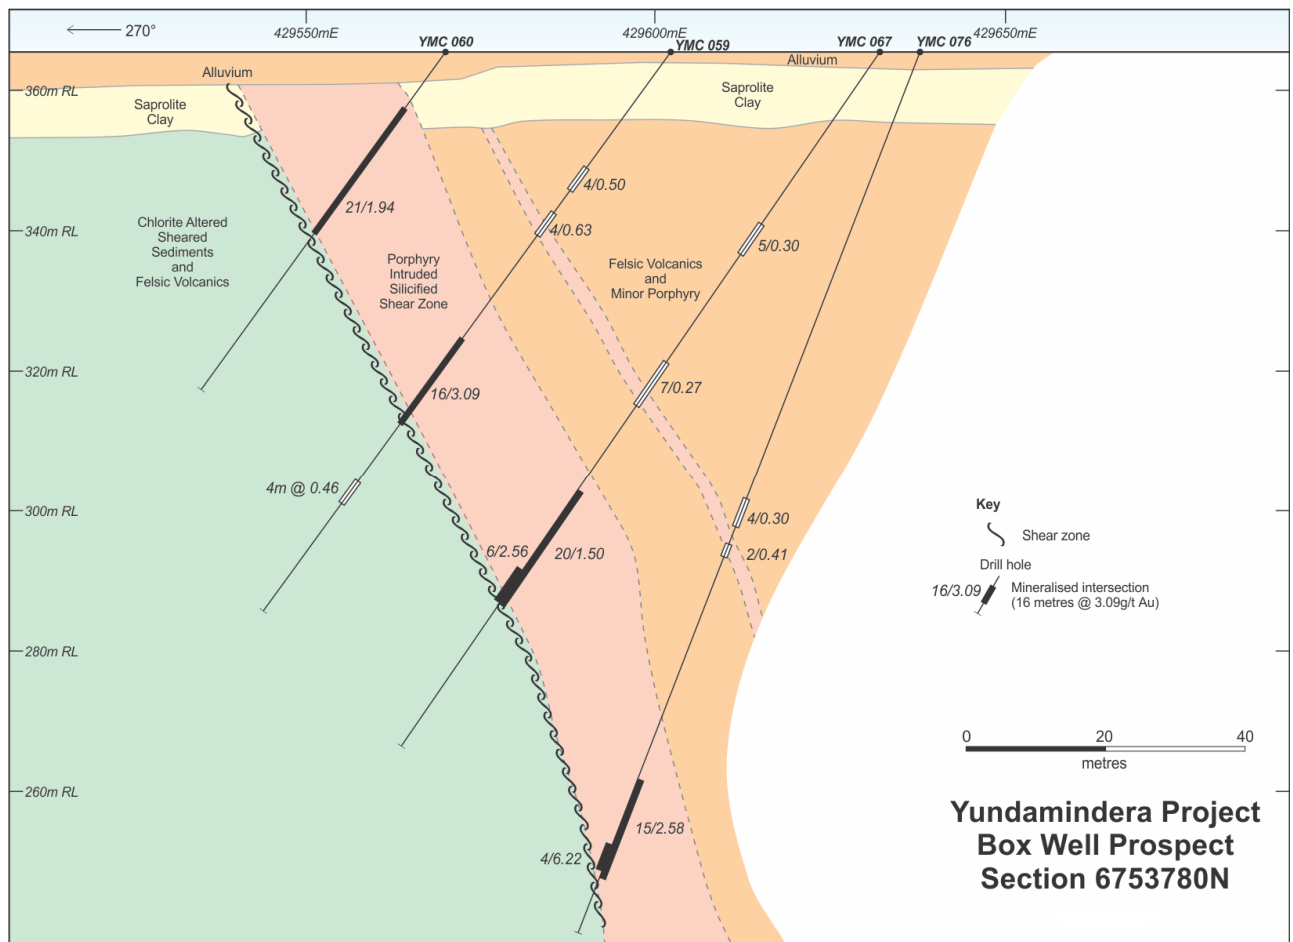 270°
429550mE
429600mE
429650mE
YMC 060
YMC 059
YMC 067
YMC 076
Alluvium
Alluvium
360m RL
Saprolite
Clay
Saprolite
Clay
4/0.50
21/1.94
340m RL
Chlorite Altered
Sheared
Sediments
and
Felsic Volcanics
4/0.63
5/0.30
Porphyry
Intruded
Silicified
Shear Zone
Felsic Volcanics
and
Minor Porphyry
320m RL
16/3.09
7/0.27
4m @ 0.46
300m RL
4/0.30
6/2.56
20/1.50
2/0.41
Key
Shear zone
Drill hole
16/3.09
Mineralised intersection
(16 metres @ 3.09g/t Au)
280m RL
0
20
40
metres
260m RL
15/2.58
4/6.22
Yundamindera Project
Box Well Prospect
Section 6753780N